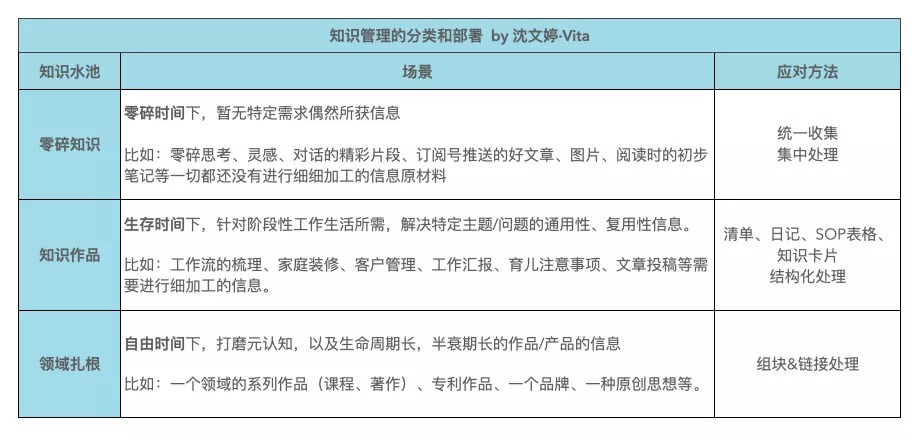 知识管理的分类和部署 by 沈文婷·Vita
知识水池
场景
应对方法
零碎知识
零碎时间下，暂无特定需求偶然所获信息
比如：零碎思考、灵感、对话的精彩片段、订阅号推送的好文章、图片、阅读时的初步
笔记等一切都还没有进行细细加工的信息原材料
统一收集
集中处理
知识作品
生存时间下，针对阶段性工作生活所需，解决特定主题/问题的通用性、复用性信息。
比如：工作流的梳理、家庭装修、客户管理、工作汇报、育儿注意事项、文章投稿等需
要进行细加工的信息。
清单、日记、SOP表格、
知识卡片
结构化处理
领域扎根
自由时间下，打磨元认知，以及生命周期长，半衰期长的作品/产品的信息
比如：一个领域的系列作品（课程、著作）、专利作品、一个品牌、一种原创思想等。
组块&链接处理